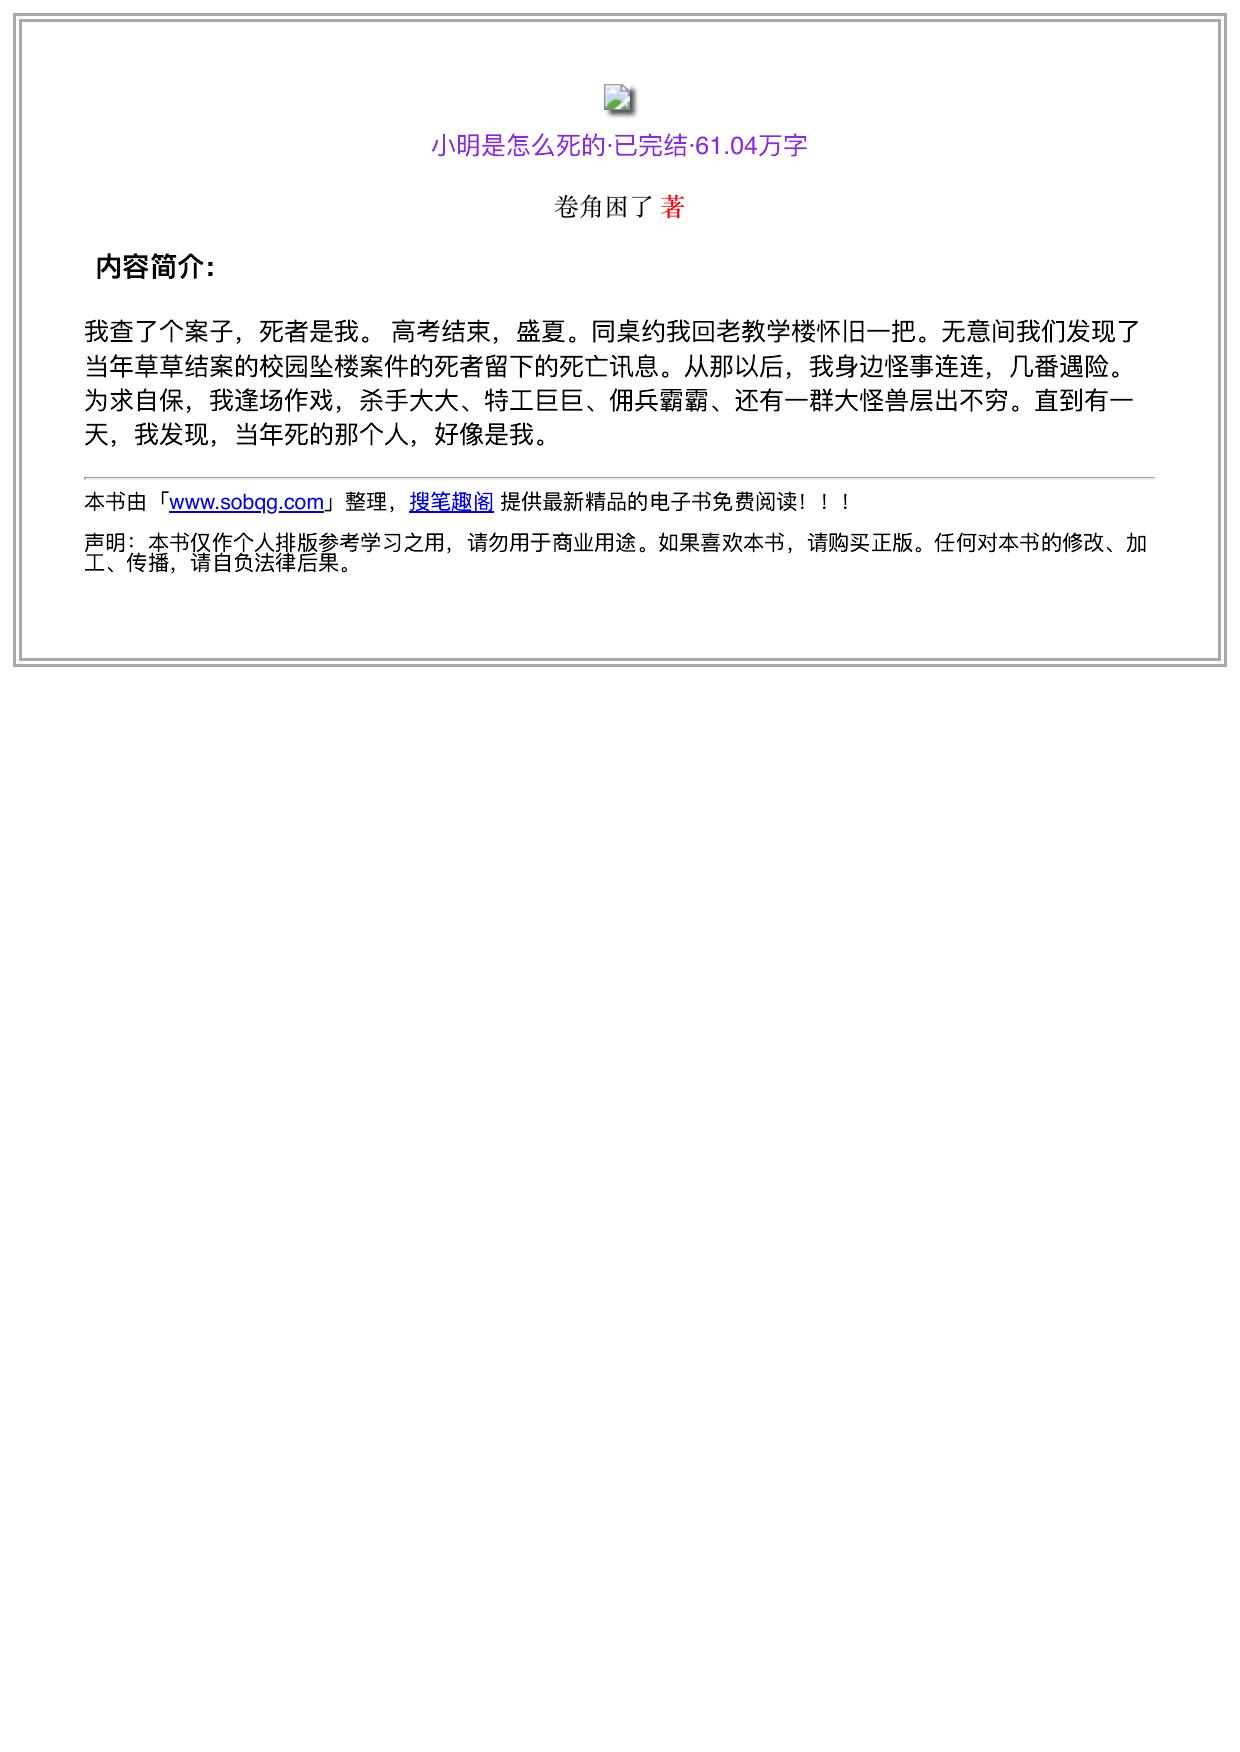 小明是怎么死的·已完结·61.04万字
卷角困了 著
内容简介:
我查了个案子，死者是我。 高考结束，盛夏。同桌约我回老教学楼怀旧一把。无意间我们发现了
当年草草结案的校园坠楼案件的死者留下的死亡讯息。从那以后，我身边怪事连连，几番遇险。
为求自保，我逢场作戏，杀手大大、特工巨巨、佣兵霸霸、还有一群大怪兽层出不穷。直到有一
天，我发现，当年死的那个人，好像是我。
本书由「www.sobqg.com」整理，搜笔趣阁 提供最新精品的电子书免费阅读！！！
声明：本书仅作个人排版参考学习之用，请勿用于商业用途。如果喜欢本书，请购买正版。任何对本书的修改、加
工、传播，请自负法律后果。